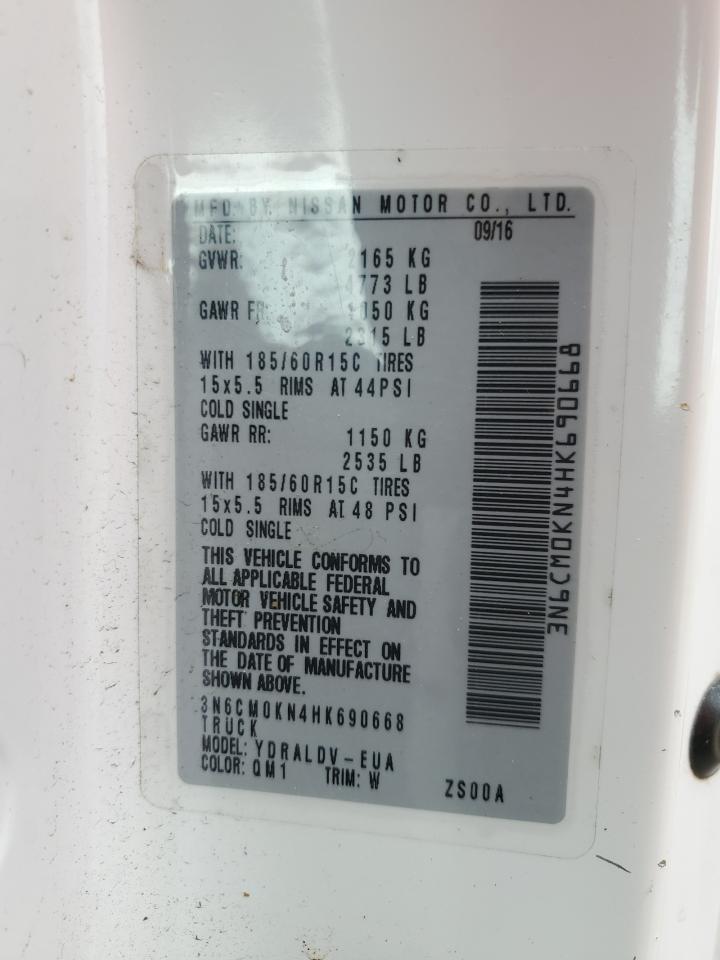 MFD. BY. NISSAN MOTOR CO., LTD.
DATE: 09/16
GVWR: 2165 KG
4773 LB
GAWR FR: 1050 KG
2315 LB
WITH 185/60R15C TIRES
15x5.5 RIMS AT 44PSI
COLD SINGLE
GAWR RR: 1150 KG
2535 LB
WITH 185/60R15C TIRES
15x5.5 RIMS AT 48 PSI
COLD SINGLE
THIS VEHICLE CONFORMS TO
ALL APPLICABLE FEDERAL
MOTOR VEHICLE SAFETY AND
THEFT PREVENTION
STANDARDS IN EFFECT ON
THE DATE OF MANUFACTURE
SHOWN ABOVE.
3N6CM0KN4HK690668
TRUCK
MODEL: YDRALDV-EUA
COLOR: QM1 TRIM: W ZS00A
3N6CM0KN4HK690668